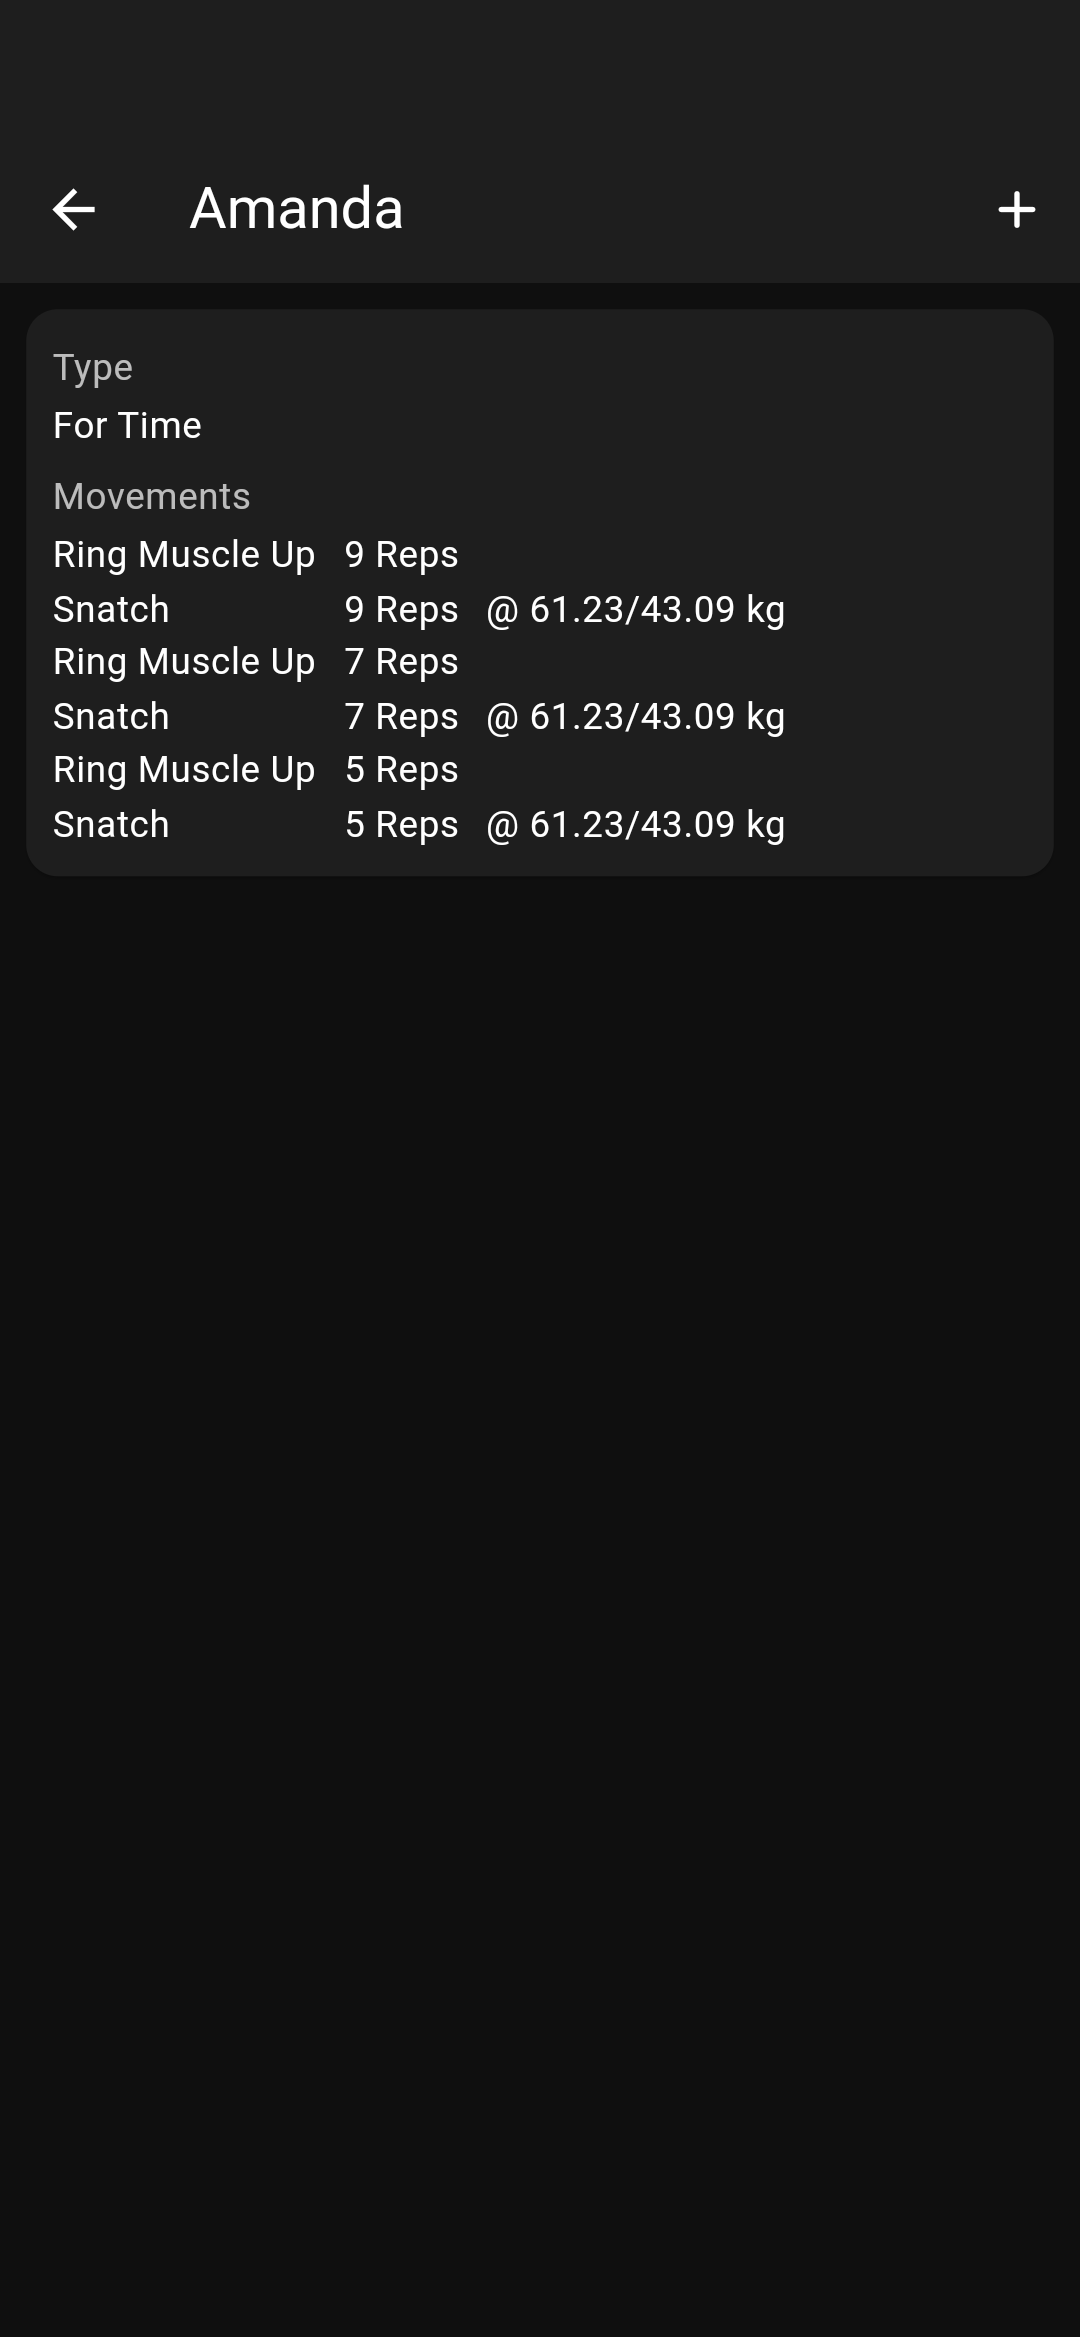 Amanda
Type
For Time
Movements
Ring Muscle Up 9 Reps
Snatch 9 Reps @ 61.23/43.09 kg
Ring Muscle Up 7 Reps
Snatch 7 Reps @ 61.23/43.09 kg
Ring Muscle Up 5 Reps
Snatch 5 Reps @ 61.23/43.09 kg